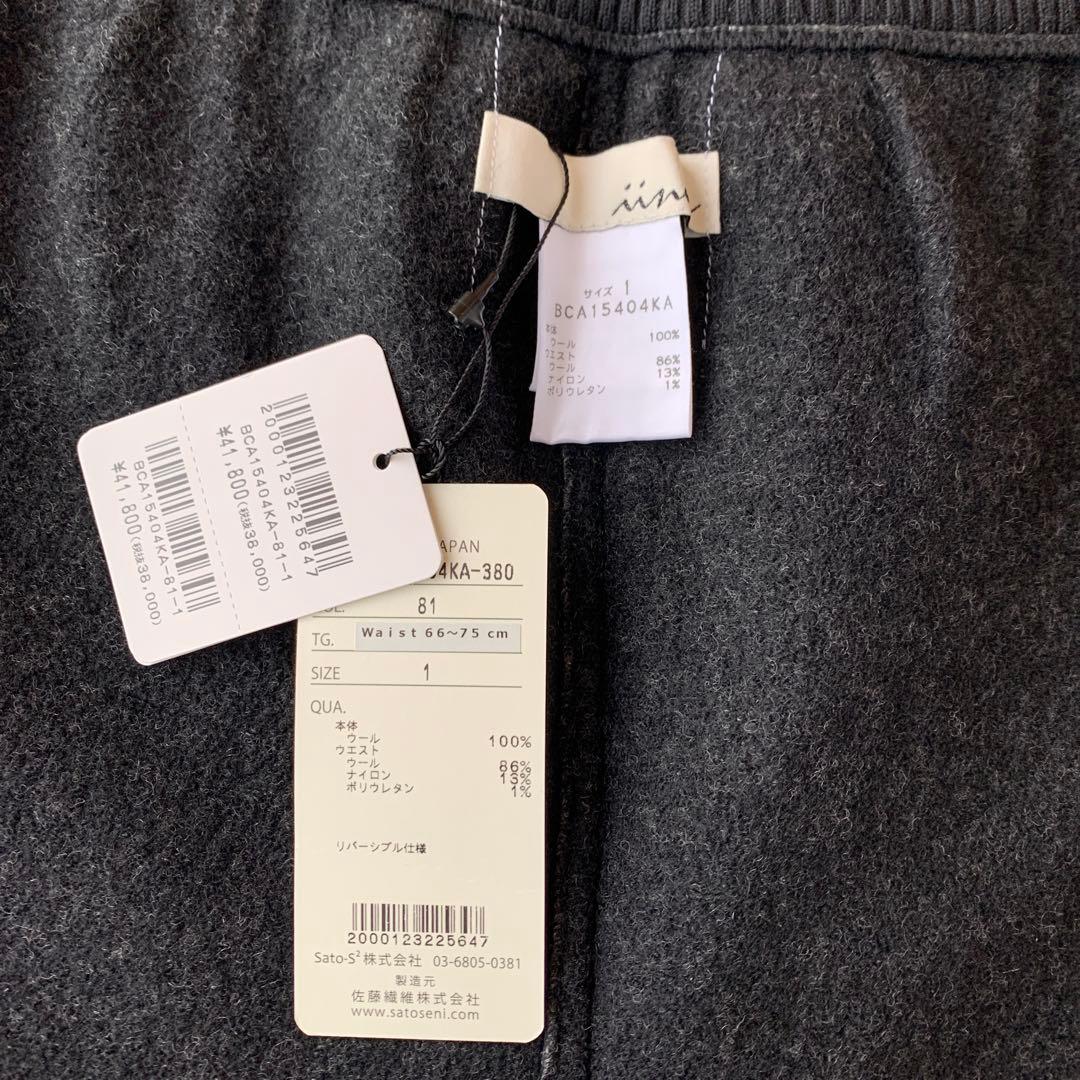 サイズ 1
BCA15404KA
本体
ウール 100%
ウエスト
ウール 86%
ナイロン 13%
ポリウレタン 1%
2000123225647
BCA15404KA-81-1
¥41,800(税抜38,000)
BCA15404KA-81-1
¥41,800(税抜38,000)
4KA-380
81
TG. Waist 66～75 cm
SIZE 1
QUA.
本体
ウール 100%
ウエスト
ウール 86%
ナイロン 13%
ポリウレタン 1%
リバーシブル仕様
2000123225647
Sato-S²株式会社 03-6805-0381
製造元
佐藤繊維株式会社
www.satoseni.com